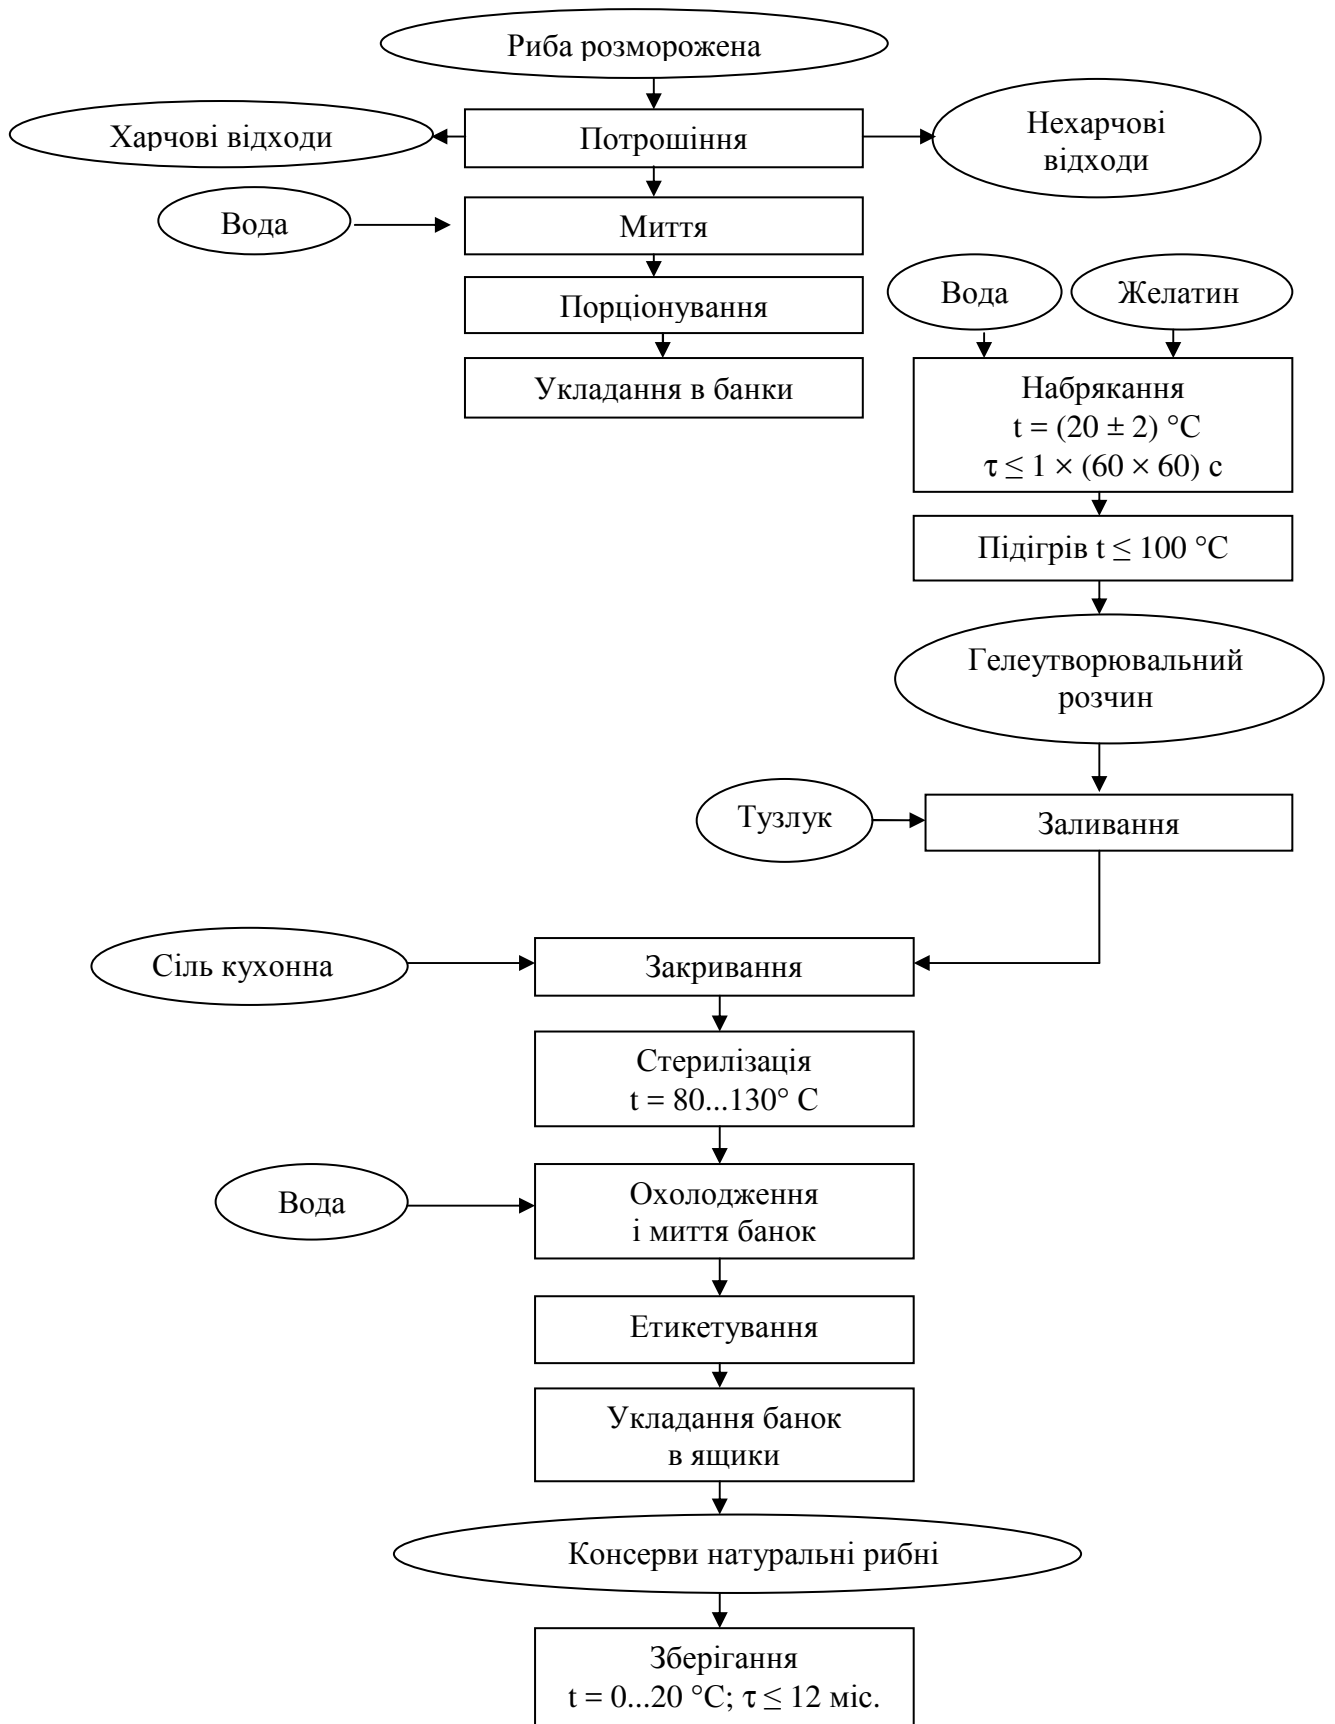 Риба розморожена
Харчові відходи
Потрошіння
Нехарчові
відходи
Вода
Миття
Порціонування
Вода
Желатин
Укладання в банки
Набрякання
t = (20 ± 2) °C
τ ≤ 1 × (60 × 60) с
Підігрів t ≤ 100 °C
Гелеутворювальний
розчин
Тузлук
Заливання
Сіль кухонна
Закривання
Стерилізація
t = 80...130° C
Вода
Охолодження
і миття банок
Етикетування
Укладання банок
в ящики
Консерви натуральні рибні
Зберігання
t = 0...20 °C; τ ≤ 12 міс.